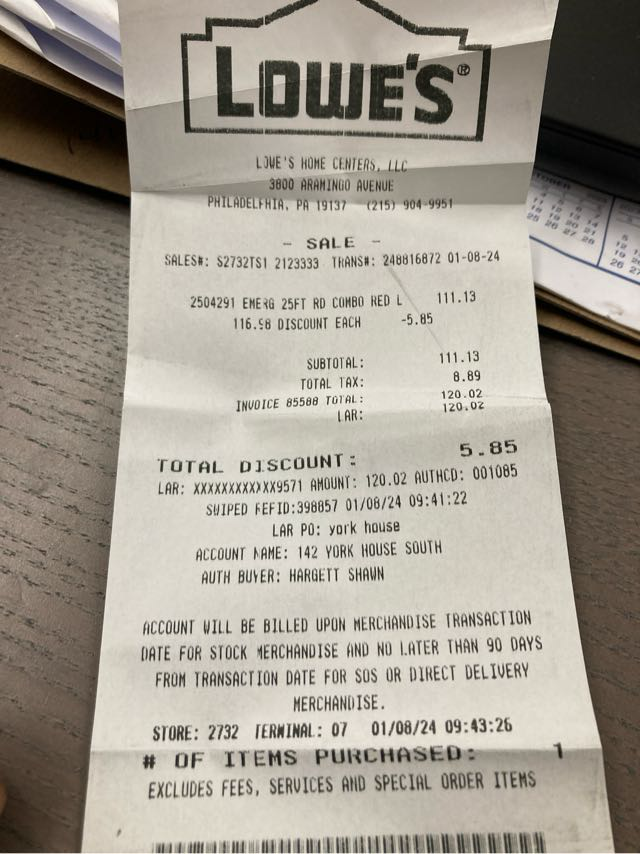 LOWE'S®
LOWE'S HOME CENTERS, LLC
3800 ARAMINGO AVENUE
PHILADELPHIA, PA 19137 (215) 904-9951
- SALE -
SALES#: S2732TS1 2123333 TRANS#: 248816872 01-08-24
2504291 EMERG 25FT RD COMBO RED L 111.13
116.98 DISCOUNT EACH -5.85
SUBTOTAL: 111.13
TOTAL TAX: 8.89
INVOICE 85588 TOTAL: 120.02
LAR: 120.02
TOTAL DISCOUNT: 5.85
LAR: XXXXXXXXXXXX9571 AMOUNT: 120.02 AUTHCD: 001085
SWIPED REFID:398857 01/08/24 09:41:22
LAR PO: york house
ACCOUNT NAME: 142 YORK HOUSE SOUTH
AUTH BUYER: HARGETT SHAWN
ACCOUNT WILL BE BILLED UPON MERCHANDISE TRANSACTION
DATE FOR STOCK MERCHANDISE AND NO LATER THAN 90 DAYS
FROM TRANSACTION DATE FOR SOS OR DIRECT DELIVERY
MERCHANDISE.
STORE: 2732 TERMINAL: 07 01/08/24 09:43:26
# OF ITEMS PURCHASED: 1
EXCLUDES FEES, SERVICES AND SPECIAL ORDER ITEMS